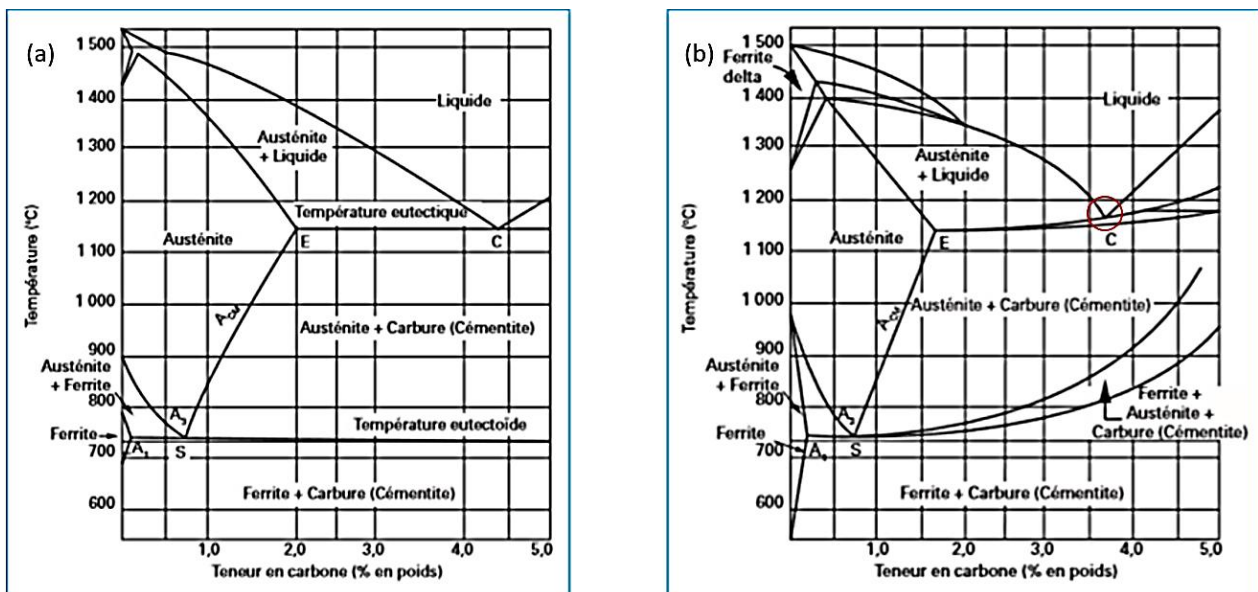 (a)
1 500
1 400
1 300
1 200
1 100
1 000
900
800
700
600
Température (°C)
Liquide
Austénite
+ Liquide
Température eutectique
Austénite
E
C
ACM
Austénite + Carbure (Cémentite)
Austénite
+ Ferrite
A3
Température eutectoïde
Ferrite
A1
S
Ferrite + Carbure (Cémentite)
1,0
2,0
3,0
4,0
5,0
Teneur en carbone (% en poids)
(b)
1 500
1 400
1 300
1 200
1 100
1 000
900
800
700
600
Température (°C)
Ferrite
delta
Liquide
Austénite
+ Liquide
Austénite
E
C
ACM
Austénite + Carbure (Cémentite)
Austénite
+ Ferrite
A3
Ferrite +
Austénite +
Carbure (Cémentite)
Ferrite
A1
S
Ferrite + Carbure (Cémentite)
1,0
2,0
3,0
4,0
5,0
Teneur en carbone (% en poids)